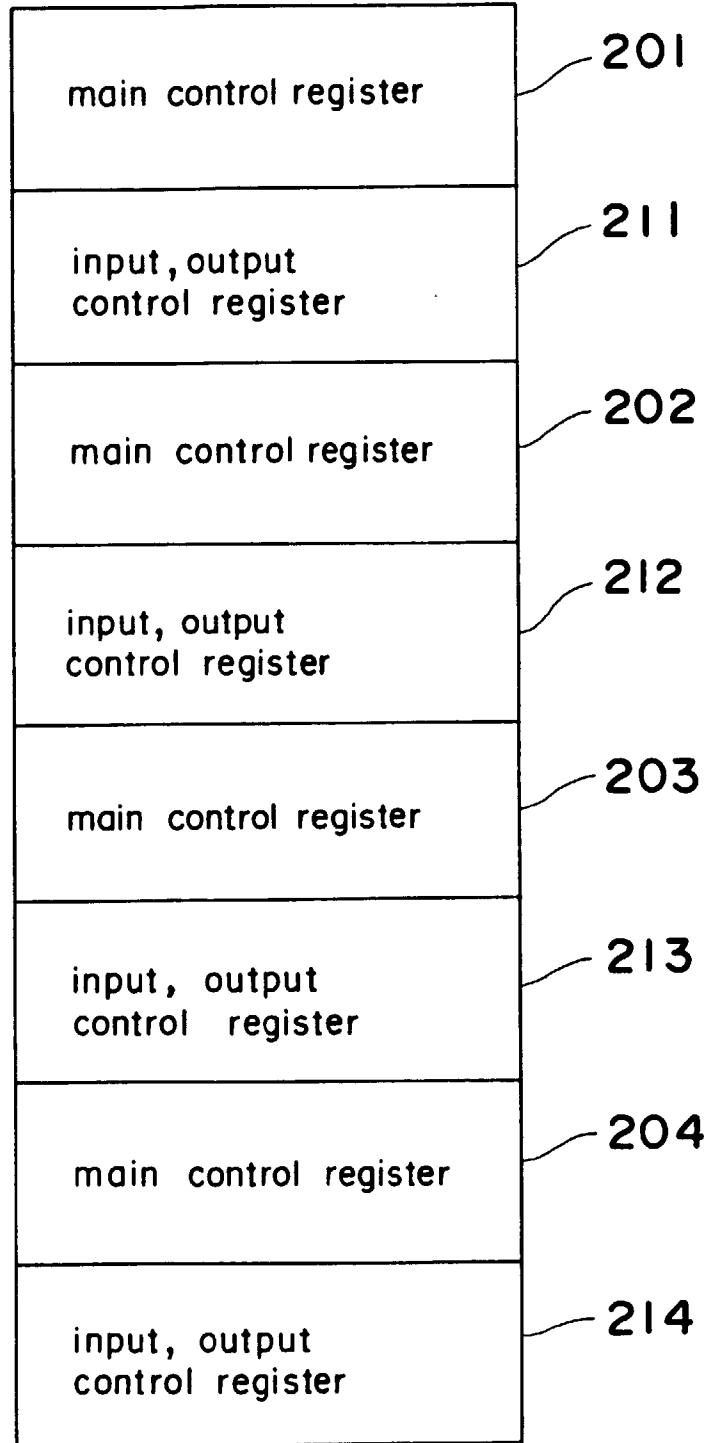 main control register
201
input, output
control register
211
main control register
202
input, output
control register
212
main control register
203
input, output
control register
213
main control register
204
input, output
control register
214